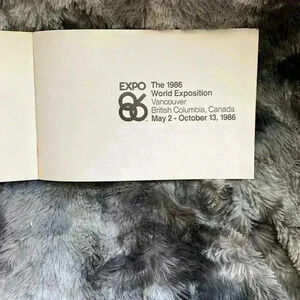 EXPO
86
The 1986
World Exposition
Vancouver
British Columbia, Canada
May 2 - October 13, 1986